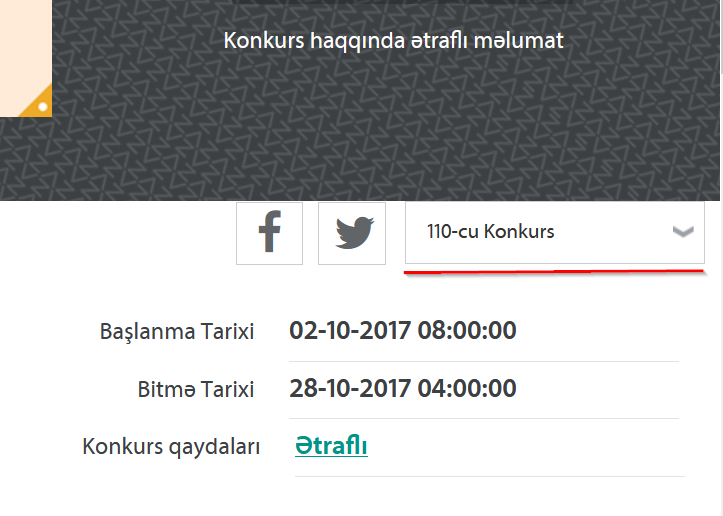 Konkurs haqqında ətraflı məlumat
110-cu Konkurs
Başlanma Tarixi 02-10-2017 08:00:00
Bitmə Tarixi 28-10-2017 04:00:00
Konkurs qaydaları Ətraflı